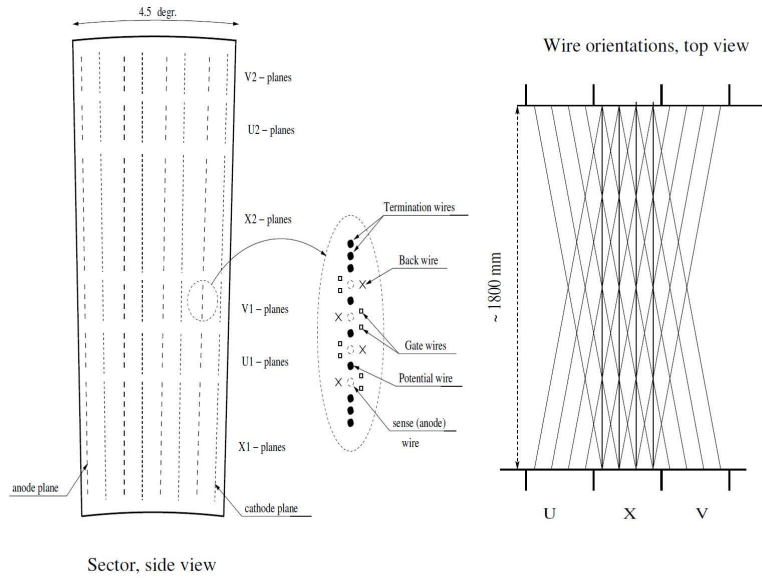 4.5 degr.
V2 – planes
U2 – planes
X2 – planes
V1 – planes
U1 – planes
X1 – planes
anode plane
cathode plane
Sector, side view
Termination wires
Back wire
Gate wires
Potential wire
sense (anode)
wire
Wire orientations, top view
~ 1800 mm
U X V